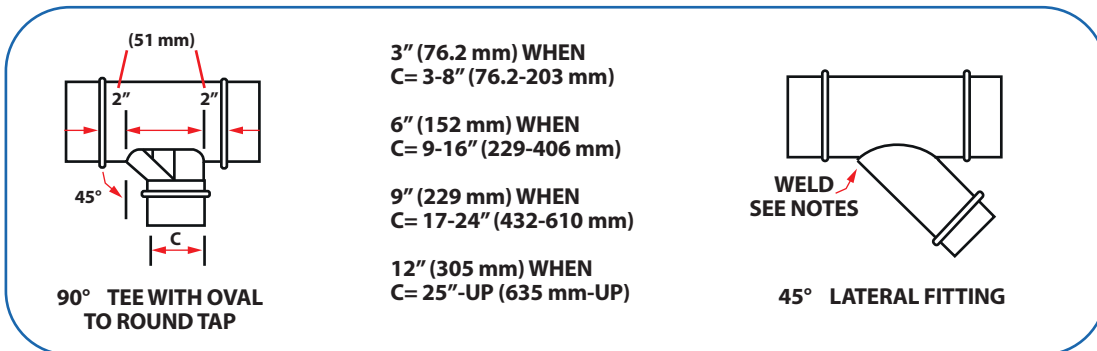 (51 mm)
2” 2”
45°
C
90° TEE WITH OVAL
TO ROUND TAP
3” (76.2 mm) WHEN
C= 3-8” (76.2-203 mm)
6” (152 mm) WHEN
C= 9-16” (229-406 mm)
9” (229 mm) WHEN
C= 17-24” (432-610 mm)
12” (305 mm) WHEN
C= 25”-UP (635 mm-UP)
WELD
SEE NOTES
45° LATERAL FITTING